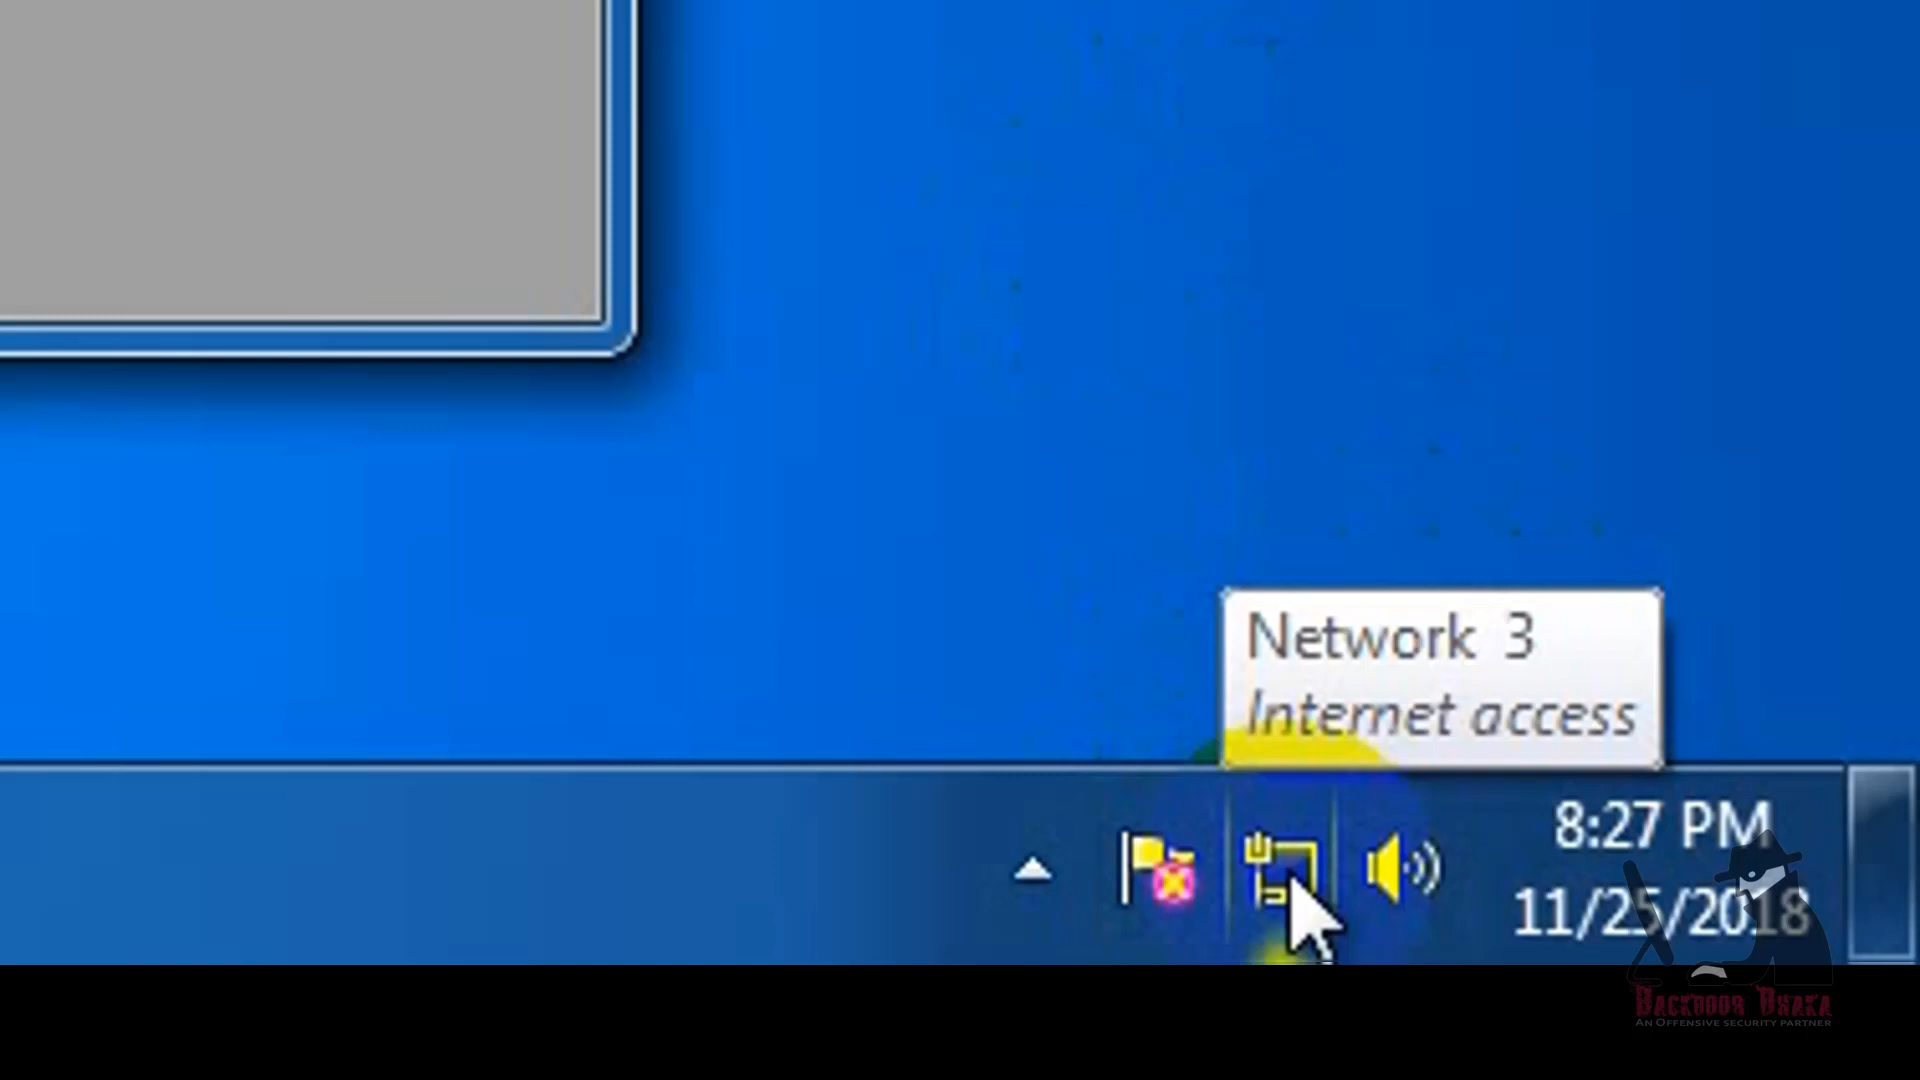 Network 3
Internet access
8:27 PM
11/25/2018
Backdoor Dhaka
An Offensive security partner